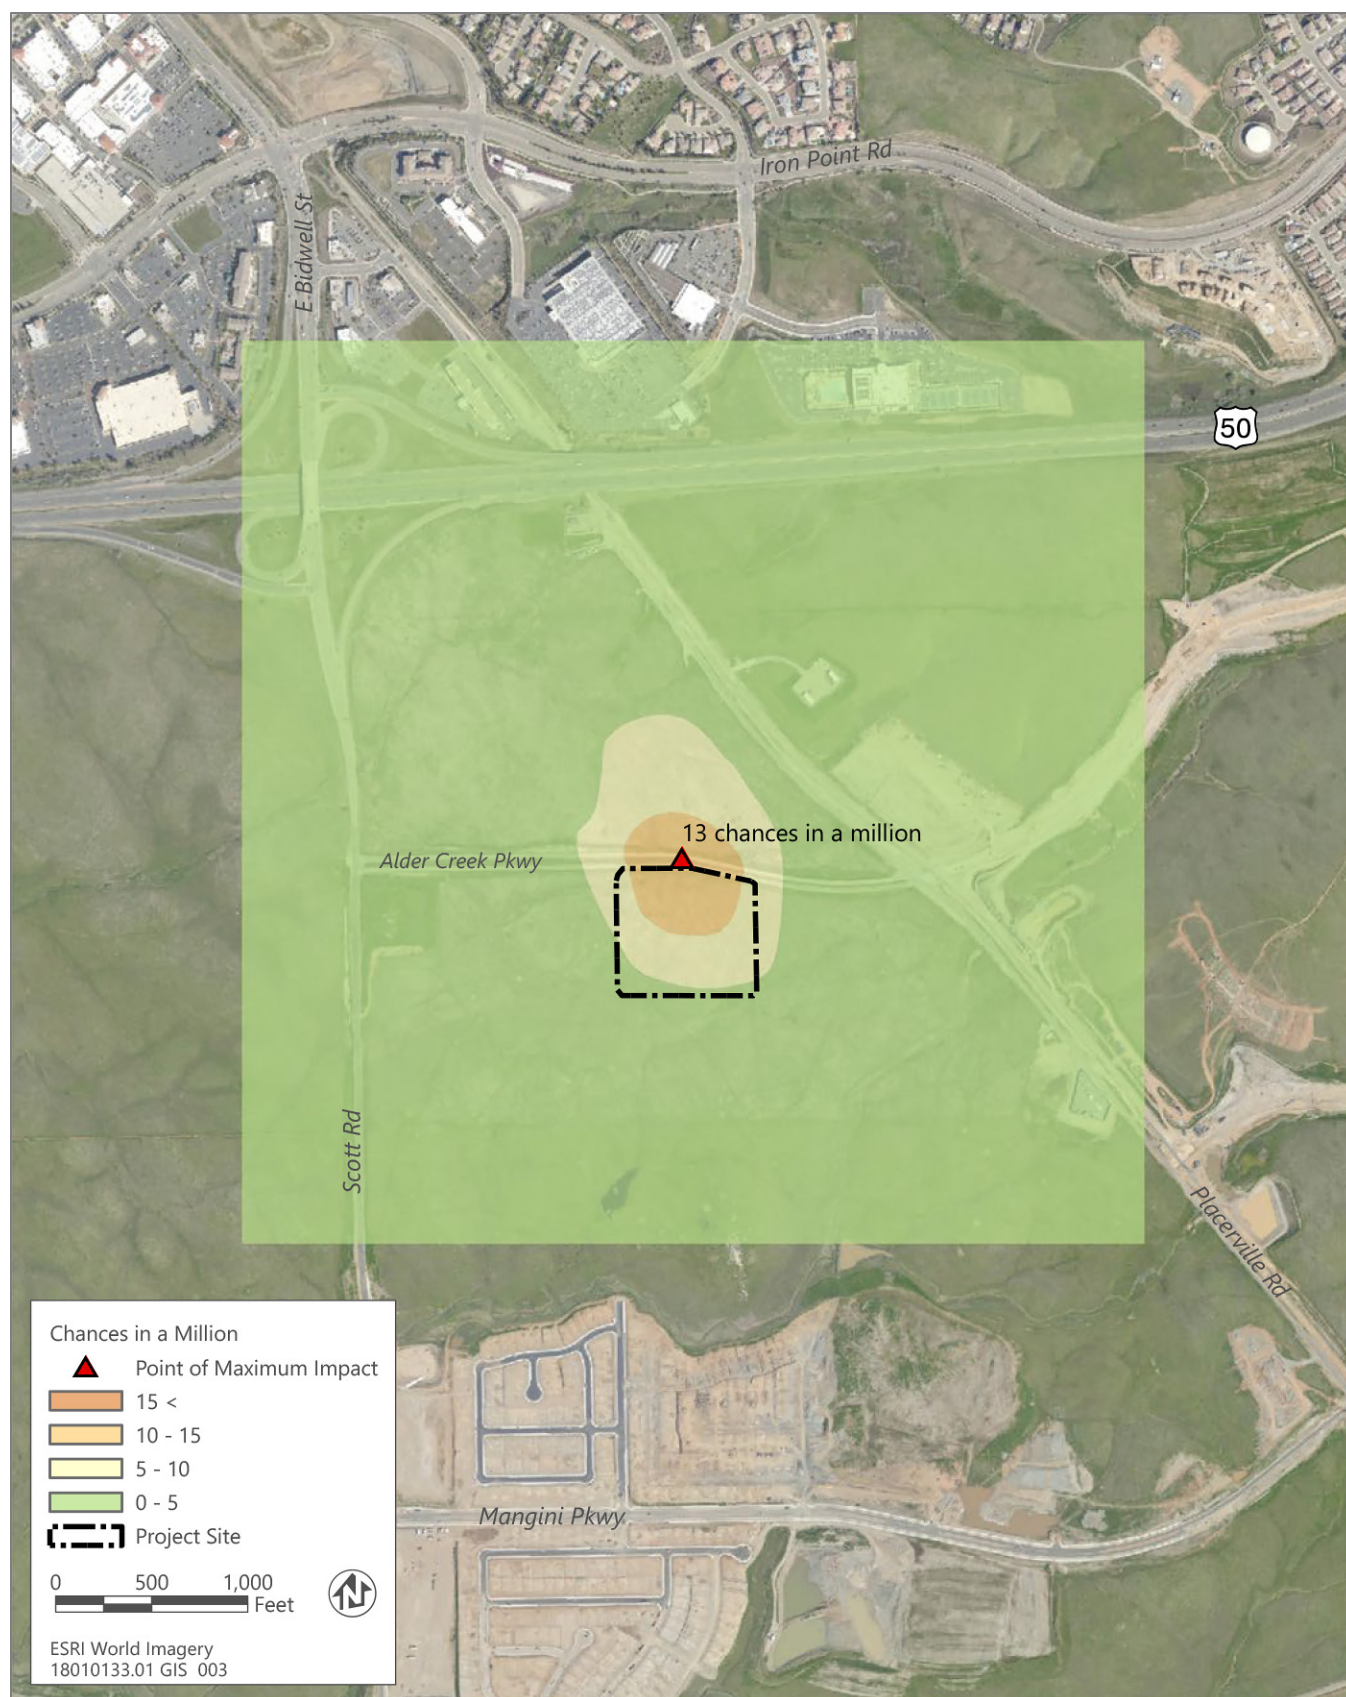 Iron Point Rd
E Bidwell St
50
13 chances in a million
Alder Creek Pkwy
Scott Rd
Placerville Rd
Mangini Pkwy
Chances in a Million
Point of Maximum Impact
15 <
10 - 15
5 - 10
0 - 5
Project Site
0 500 1,000
Feet
N
ESRI World Imagery
18010133.01 GIS 003